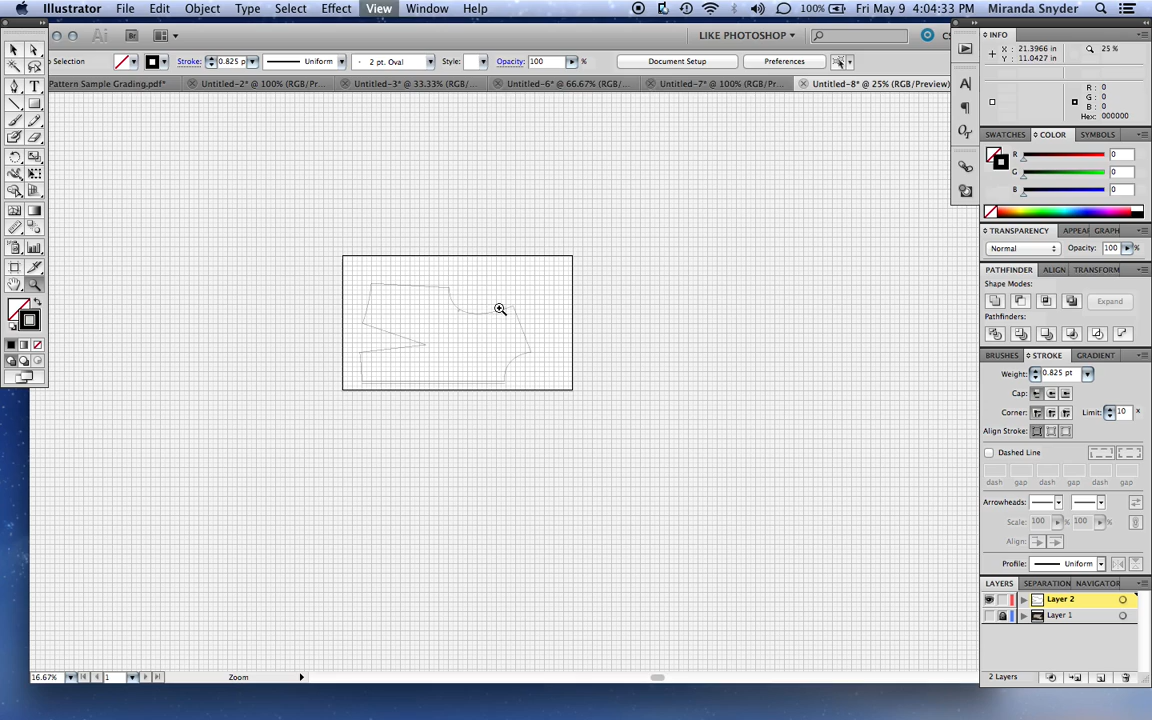 Illustrator File Edit Object Type Select Effect View Window Help 100% Fri May 9 4:04:33 PM Miranda Snyder
Ai Br LIKE PHOTOSHOP CS
Selection Stroke: 0.825 p Uniform 2 pt. Oval Style: Opacity: 100 % Document Setup Preferences
Pattern Sample Grading.pdf* Untitled-2* @ 100% (RGB/Pr... Untitled-3* @ 33.33% (RGB/... Untitled-6* @ 66.67% (RGB/... Untitled-7* @ 100% (RGB/Pr... Untitled-8* @ 25% (RGB/Preview)
INFO
X: 21.3966 in
Y: 11.0427 in
25 %
R: 0
G: 0
B: 0
Hex: 000000
SWATCHES COLOR SYMBOLS
R 0
G 0
B 0
TRANSPARENCY APPEA GRAPH
Normal Opacity: 100 %
PATHFINDER ALIGN TRANSFORM
Shape Modes:
Expand
Pathfinders:
BRUSHES STROKE GRADIENT
Weight: 0.825 pt
Cap:
Corner: Limit: 10 x
Align Stroke:
Dashed Line
dash gap dash gap dash gap
Arrowheads:
Scale: 100 100 %
Align:
Profile: Uniform
LAYERS SEPARATION NAVIGATOR
Layer 2
Layer 1
2 Layers
16.67% 1 Zoom